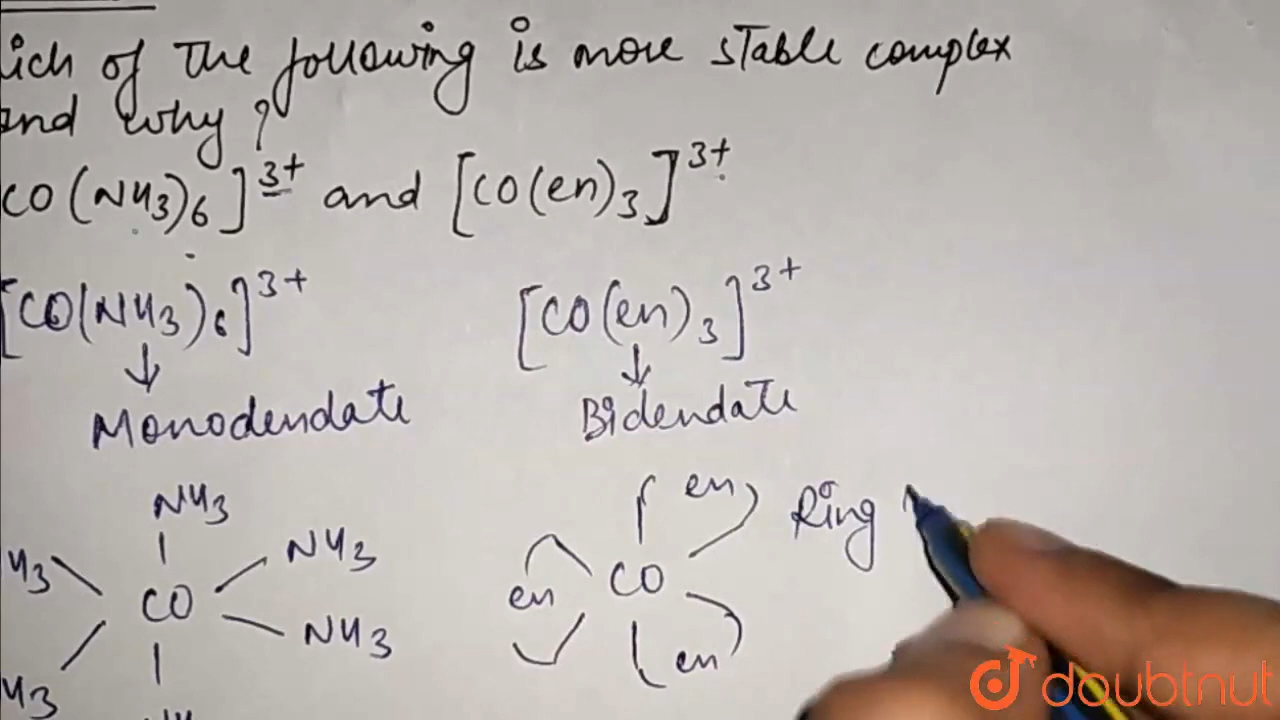 ich of The following is more stable complex
and why ?
CO(NH3)6]3+ and [CO(en)3]3+
[CO(NH3)6]3+ [CO(en)3]3+
Monodendate Bidendate
NH3 en Ring
H3 NH3 CO
CO en
NH3 en
H3
doubtnut